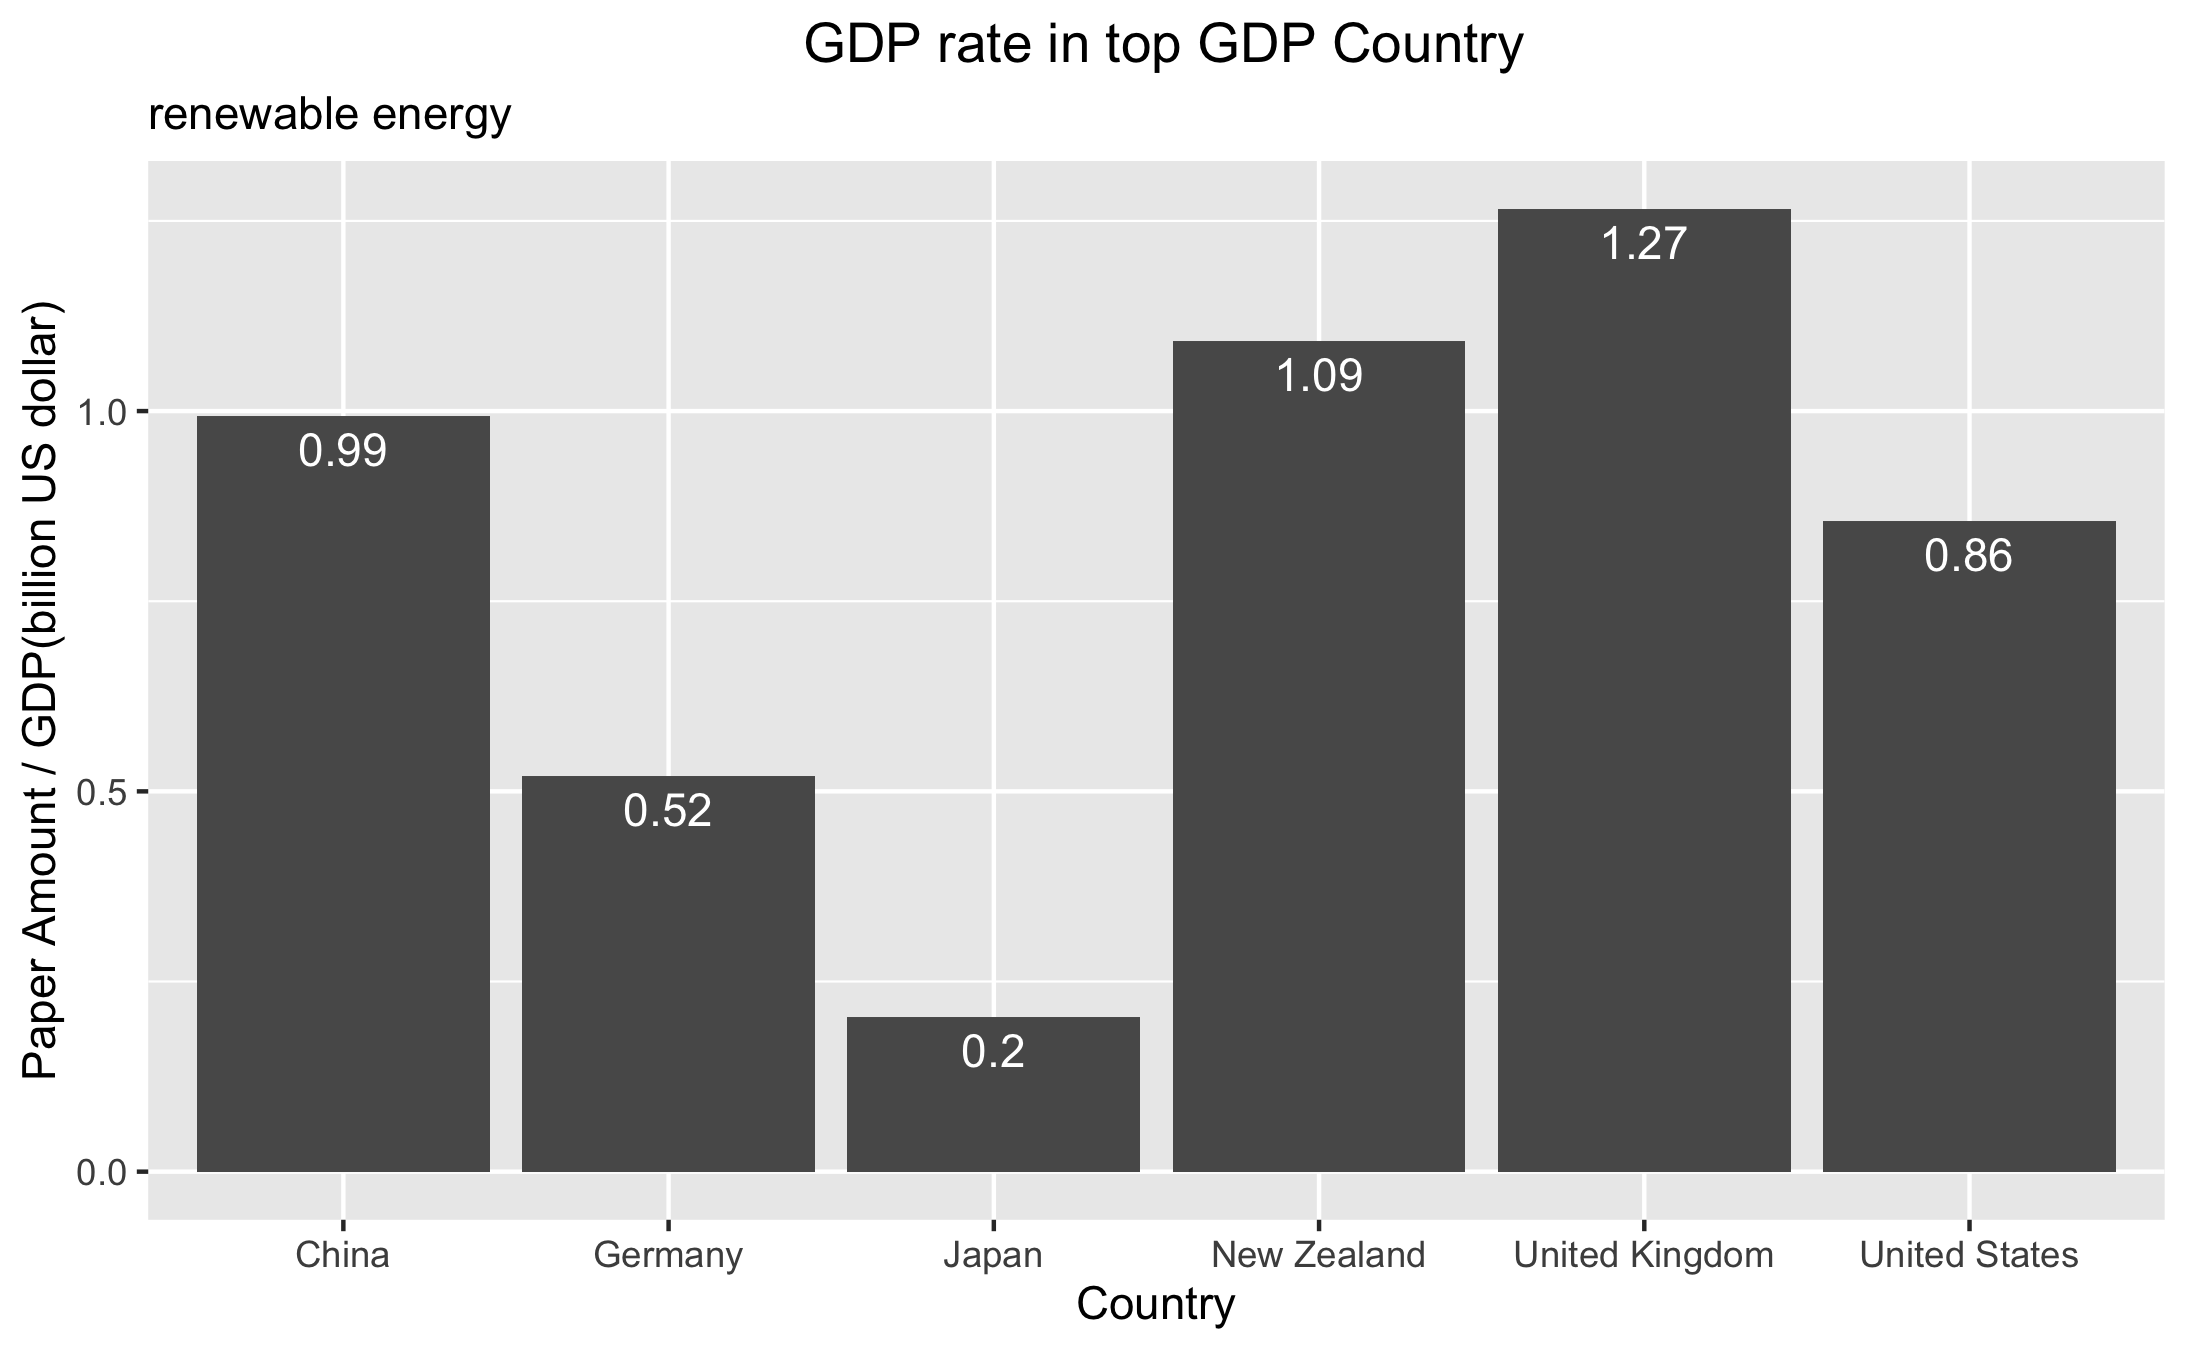 GDP rate in top GDP Country
renewable energy
Paper Amount / GDP(billion US dollar)
1.0
0.5
0.0
0.99
0.52
0.2
1.09
1.27
0.86
China
Germany
Japan
New Zealand
United Kingdom
United States
Country